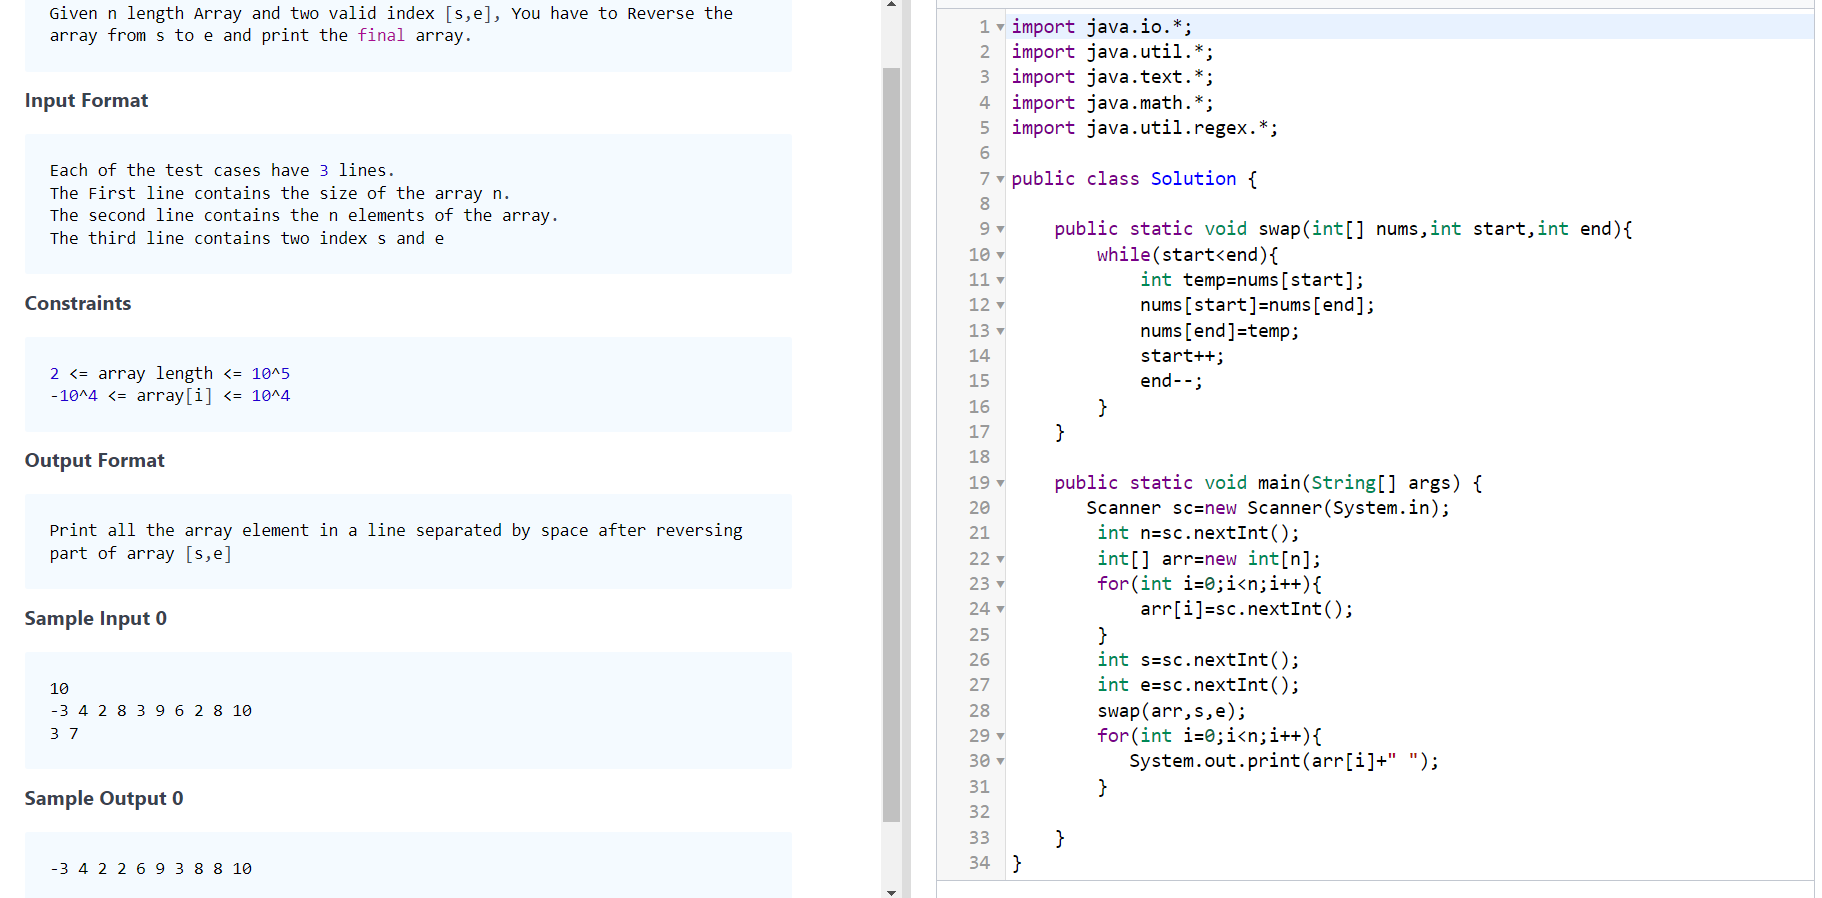 Given n length Array and two valid index [s,e], You have to Reverse the
array from s to e and print the final array.
Input Format
Each of the test cases have 3 lines.
The First line contains the size of the array n.
The second line contains the n elements of the array.
The third line contains two index s and e
Constraints
2 <= array length <= 10^5
-10^4 <= array[i] <= 10^4
Output Format
Print all the array element in a line separated by space after reversing
part of array [s,e]
Sample Input 0
10
-3 4 2 8 3 9 6 2 8 10
3 7
Sample Output 0
-3 4 2 2 6 9 3 8 8 10
1 import java.io.*;
2 import java.util.*;
3 import java.text.*;
4 import java.math.*;
5 import java.util.regex.*;
6
7 public class Solution {
8
9     public static void swap(int[] nums,int start,int end){
10         while(start<end){
11             int temp=nums[start];
12             nums[start]=nums[end];
13             nums[end]=temp;
14             start++;
15             end--;
16         }
17     }
18
19     public static void main(String[] args) {
20        Scanner sc=new Scanner(System.in);
21         int n=sc.nextInt();
22         int[] arr=new int[n];
23         for(int i=0;i<n;i++){
24             arr[i]=sc.nextInt();
25         }
26         int s=sc.nextInt();
27         int e=sc.nextInt();
28         swap(arr,s,e);
29         for(int i=0;i<n;i++){
30            System.out.print(arr[i]+" ");
31         }
32
33     }
34 }